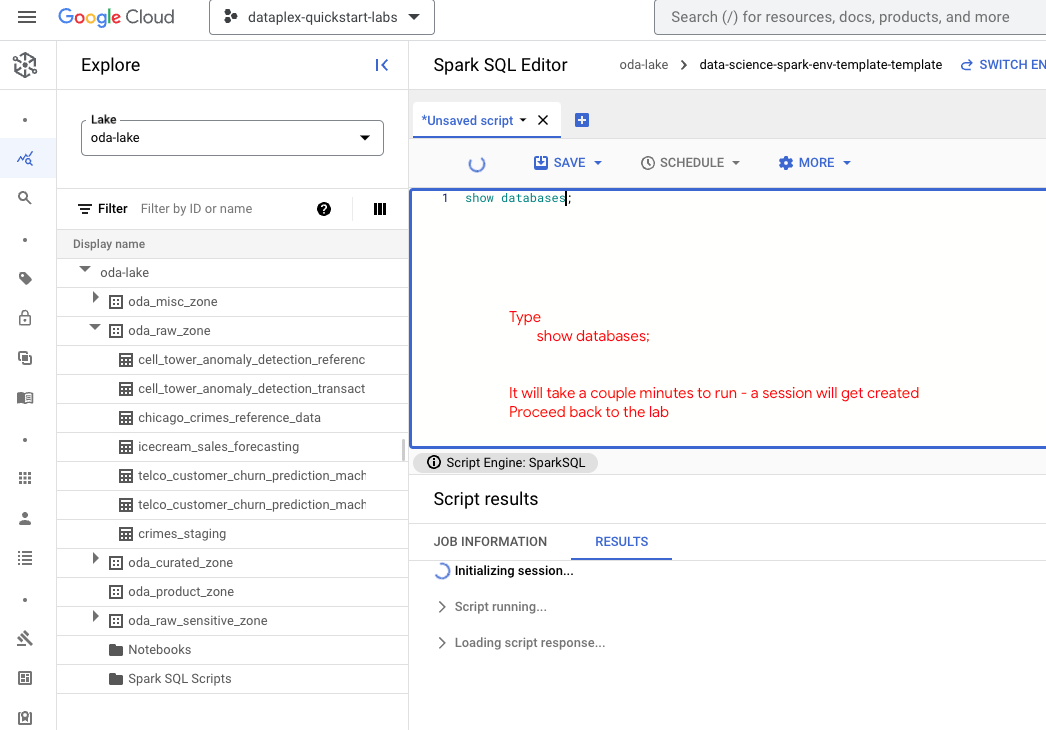 Google Cloud
dataplex-quickstart-labs
Search (/) for resources, docs, products, and more
Explore
Spark SQL Editor
oda-lake
data-science-spark-env-template-template
SWITCH EN
Lake
oda-lake
*Unsaved script
SAVE
SCHEDULE
MORE
Filter
Filter by ID or name
1 show databases;
Display name
oda-lake
oda_misc_zone
oda_raw_zone
cell_tower_anomaly_detection_referenc
cell_tower_anomaly_detection_transact
chicago_crimes_reference_data
icecream_sales_forecasting
telco_customer_churn_prediction_mach
telco_customer_churn_prediction_mach
crimes_staging
oda_curated_zone
oda_product_zone
oda_raw_sensitive_zone
Notebooks
Spark SQL Scripts
Type
show databases;
It will take a couple minutes to run - a session will get created
Proceed back to the lab
Script Engine: SparkSQL
Script results
JOB INFORMATION
RESULTS
Initializing session...
Script running...
Loading script response...